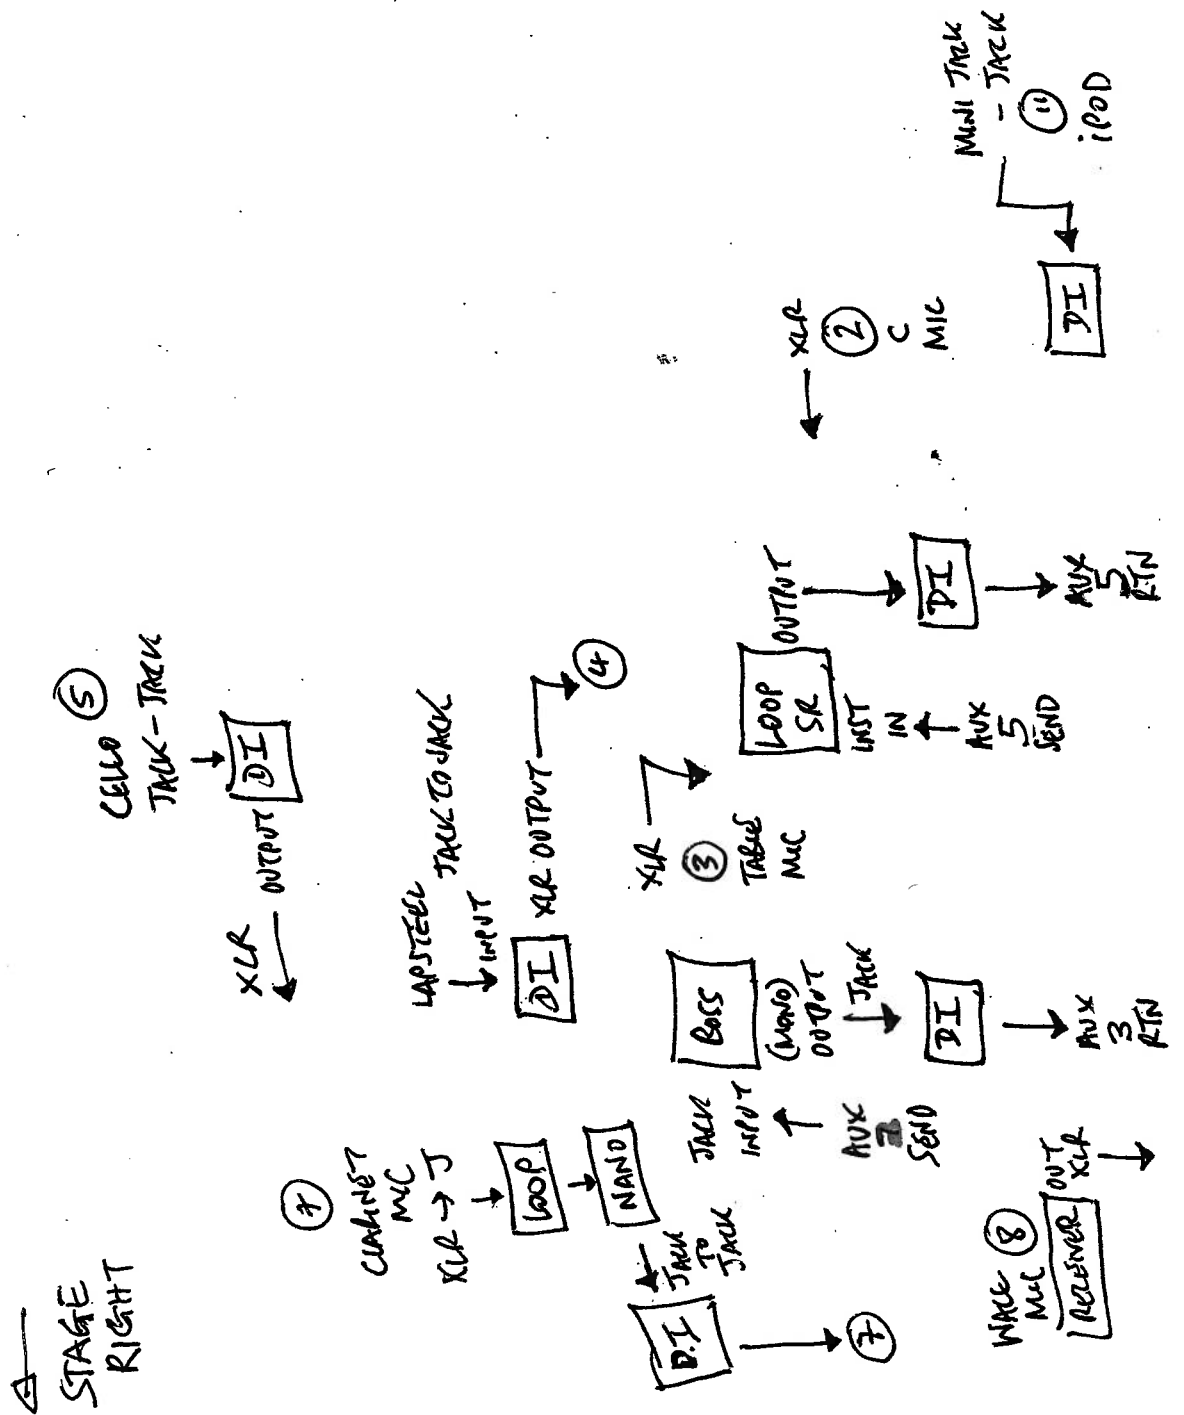 STAGE
RIGHT
CELLO 5
JACK - JACK
DI
OUTPUT
XLR
7
CLARINET
MIC
XLR → J
LOOP
NANO
JACK
TO
JACK
D.I
7
LAPSTEEL
JACK TO JACK
INPUT
DI
XLR OUTPUT
4
XLR
3
TABLE
MIC
BOSS
JACK
INPUT
(MONO)
OUTPUT
JACK
AUX
SEND
DI
AUX
3
RTN
LOOP
SR
OUTPUT
INST
IN
AUX
5
SEND
DI
AUX
5
RTN
XLR
2
C
MIC
MINI JACK
- JACK
11
iPOD
DI
MIC
8
RECEIVER
OUT
XLR